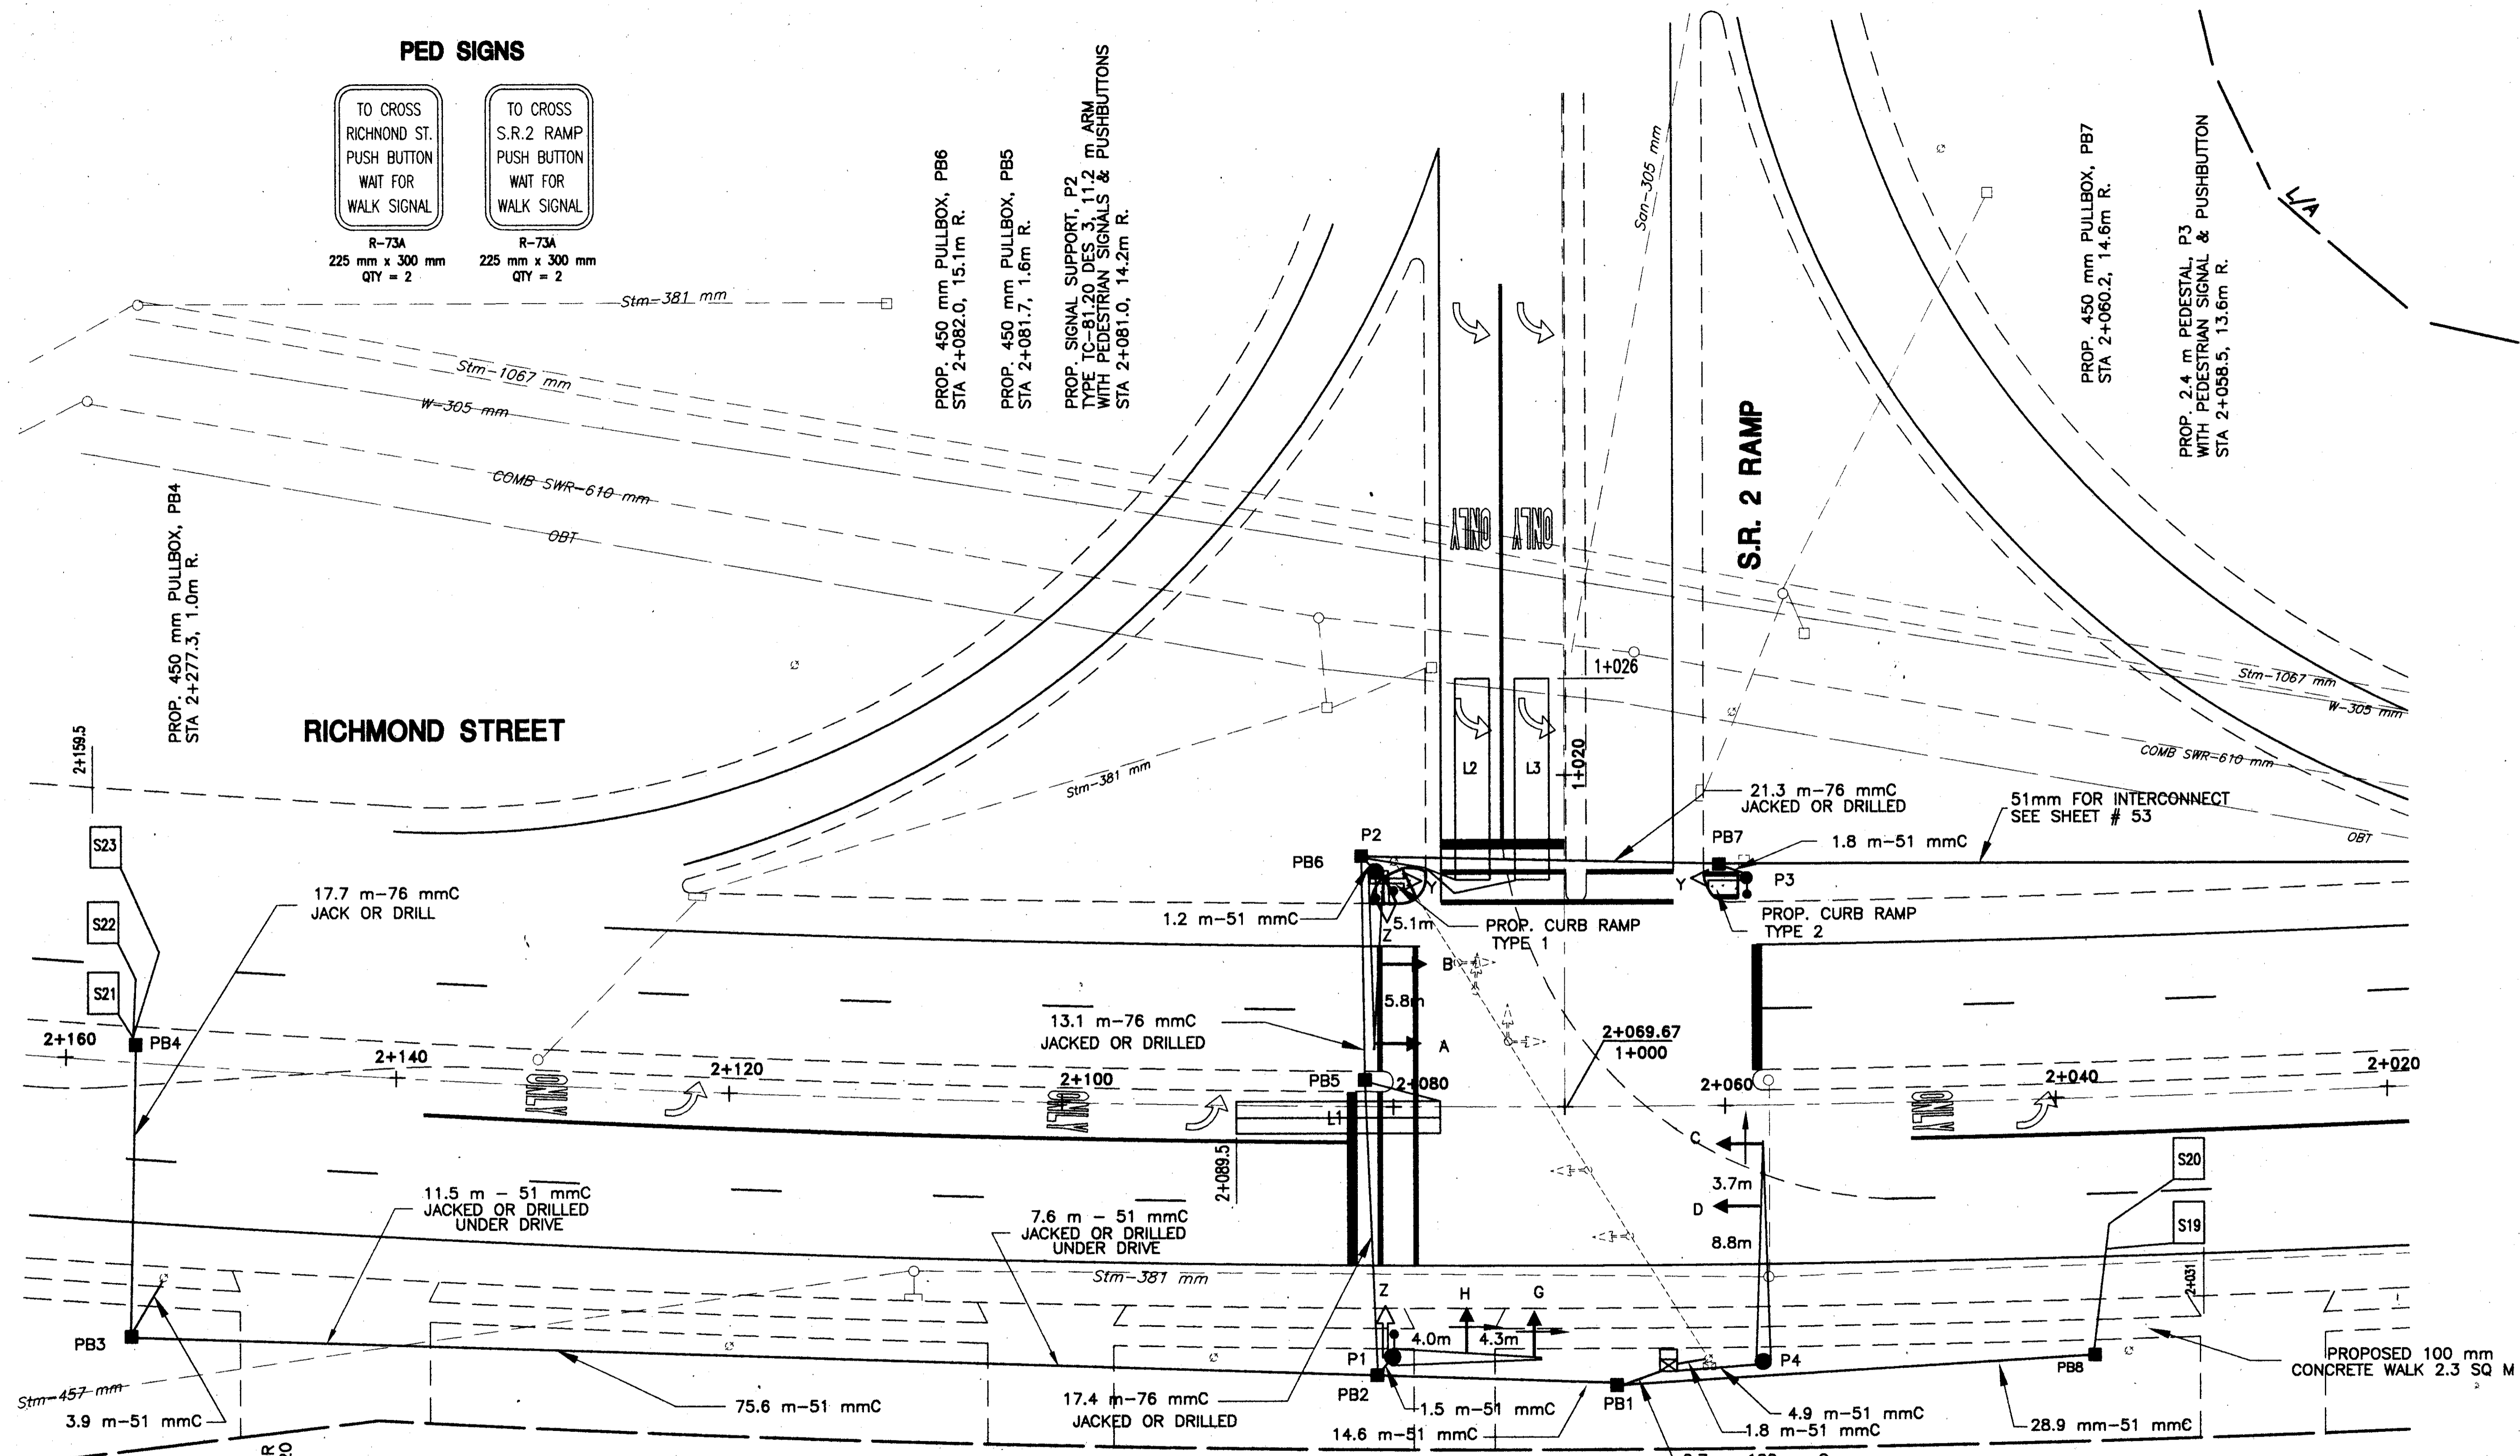 PED SIGNS
TO CROSS
RICHNOND ST.
PUSH BUTTON
WAIT FOR
WALK SIGNAL
R-73A
225 mm x 300 mm
QTY = 2
TO CROSS
S.R.2 RAMP
PUSH BUTTON
WAIT FOR
WALK SIGNAL
R-73A
225 mm x 300 mm
QTY = 2
PROP. 450 mm PULLBOX, PB6
STA 2+082.0, 15.1m R.
PROP. 450 mm PULLBOX, PB5
STA 2+081.7, 1.6m R.
PROP. SIGNAL SUPPORT, P2
TYPE TC-81.20 DES 3, 11.2 m ARM
WITH PEDESTRIAN SIGNALS & PUSHBUTTONS
STA 2+081.0, 14.2m R.
San-305 mm
PROP. 450 mm PULLBOX, PB7
STA 2+060.2, 14.6m R.
PROP. 2.4 m PEDESTAL, P3
WITH PEDESTRIAN SIGNAL & PUSHBUTTON
STA 2+058.5, 13.6m R.
L/A
Stm-381 mm
Stm-1067 mm
W-305 mm
COMB SWR-610 mm
OBT
PROP. 450 mm PULLBOX, PB4
STA 2+277.3, 1.0m R.
RICHMOND STREET
S.R. 2 RAMP
ONLY
ONLY
1+026
L2
L3
1+020
Stm-1067 mm
W-305 mm
COMB SWR-610 mm
OBT
2+159.5
Stm-381 mm
21.3 m-76 mmC
JACKED OR DRILLED
51mm FOR INTERCONNECT
SEE SHEET # 53
PB7
1.8 m-51 mmC
P3
Y
PROP. CURB RAMP
TYPE 2
S23
S22
S21
17.7 m-76 mmC
JACK OR DRILL
P2
PB6
Y
1.2 m-51 mmC
5.1m
Z
PROP. CURB RAMP
TYPE 1
B
5.8m
A
13.1 m-76 mmC
JACKED OR DRILLED
2+069.67
1+000
2+160
PB4
2+140
2+120
2+100
PB5
2+080
2+060
2+040
2+020
ONLY
ONLY
ONLY
L1
2+089.5
C
3.7m
D
8.8m
S20
S19
2+031
11.5 m - 51 mmC
JACKED OR DRILLED
UNDER DRIVE
7.6 m - 51 mmC
JACKED OR DRILLED
UNDER DRIVE
Stm-381 mm
Z
H
G
4.0m
4.3m
PB3
P1
P4
PB2
PB1
PB8
PROPOSED 100 mm
CONCRETE WALK 2.3 SQ M
Stm-457 mm
3.9 m-51 mmC
75.6 m-51 mmC
17.4 m-76 mmC
JACKED OR DRILLED
1.5 m-51 mmC
14.6 m-51 mmC
4.9 m-51 mmC
1.8 m-51 mmC
28.9 mm-51 mmC